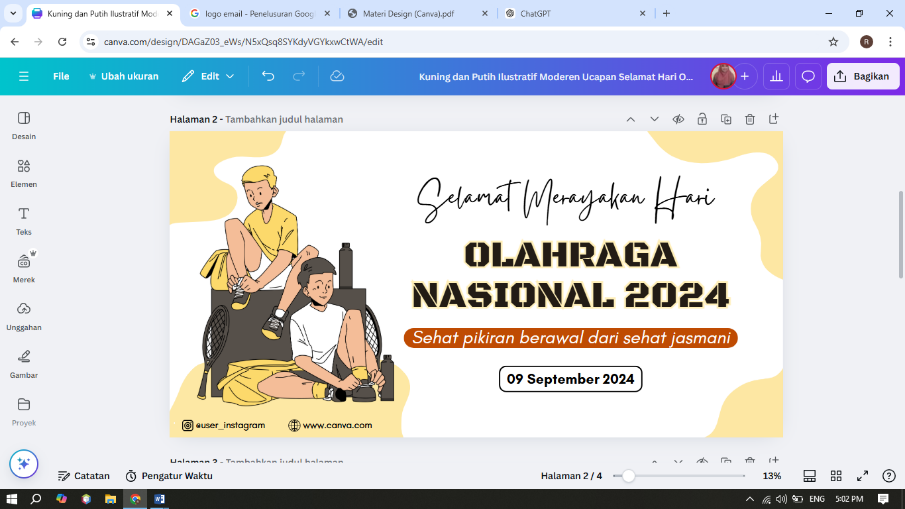 Kuning dan Putih Ilustratif Mod
logo email - Penelusuran Goog
Materi Design (Canva).pdf
ChatGPT
canva.com/design/DAGaZ03_eWs/N5xQsq8SYKdyVGYkxwCtWA/edit
R
File
Ubah ukuran
Edit
Kuning dan Putih Ilustratif Moderen Ucapan Selamat Hari O...
Bagikan
Desain
Elemen
Teks
Merek
Unggahan
Gambar
Proyek
Halaman 2 - Tambahkan judul halaman
Selamat Merayakan Hari
OLAHRAGA
NASIONAL 2024
Sehat pikiran berawal dari sehat jasmani
09 September 2024
@user_instagram
www.canva.com
Halaman 3 - Tambahkan judul halaman
Catatan
Pengatur Waktu
Halaman 2 / 4
13%
ENG
5:02 PM